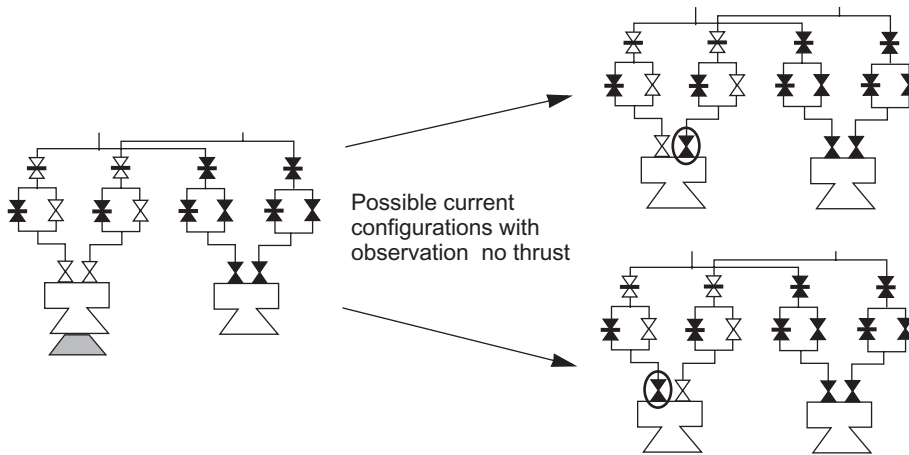 Possible current
configurations with
observation no thrust